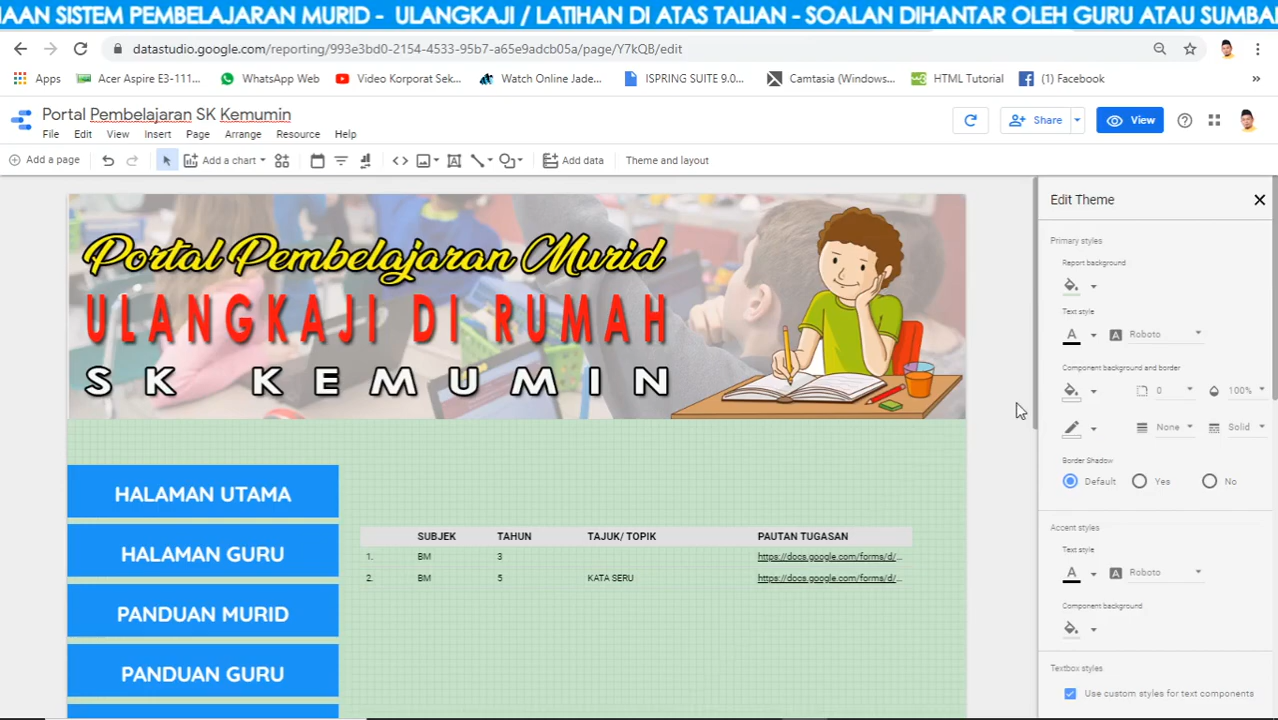 AAN SISTEM PEMBELAJARAN MURID - ULANGKAJI / LATIHAN DI ATAS TALIAN - SOALAN DIHANTAR OLEH GURU ATAU SUMBA
datastudio.google.com/reporting/993e3bd0-2154-4533-95b7-a65e9adcb05a/page/Y7kQB/edit
Apps Acer Aspire E3-111... WhatsApp Web Video Korporat Sek... Watch Online Jade... ISPRING SUITE 9.0... Camtasia (Windows... HTML Tutorial (1) Facebook »
Portal Pembelajaran SK Kemumin
Share View
File Edit View Insert Page Arrange Resource Help
Add a page Add a chart Add data Theme and layout
Edit Theme
Primary styles
Report background
Text style
A A Roboto
Component background and border
0 100%
None Solid
Border Shadow
Default Yes No
Accent styles
Text style
A A Roboto
Component background
Textbox styles
Use custom styles for text components
Portal Pembelajaran Murid
ULANGKAJI DI RUMAH
SK KEMUMIN
HALAMAN UTAMA
HALAMAN GURU
PANDUAN MURID
PANDUAN GURU
SUBJEK TAHUN TAJUK/ TOPIK PAUTAN TUGASAN
1. BM 3 https://docs.google.com/forms/d/...
2. BM 5 KATA SERU https://docs.google.com/forms/d/...